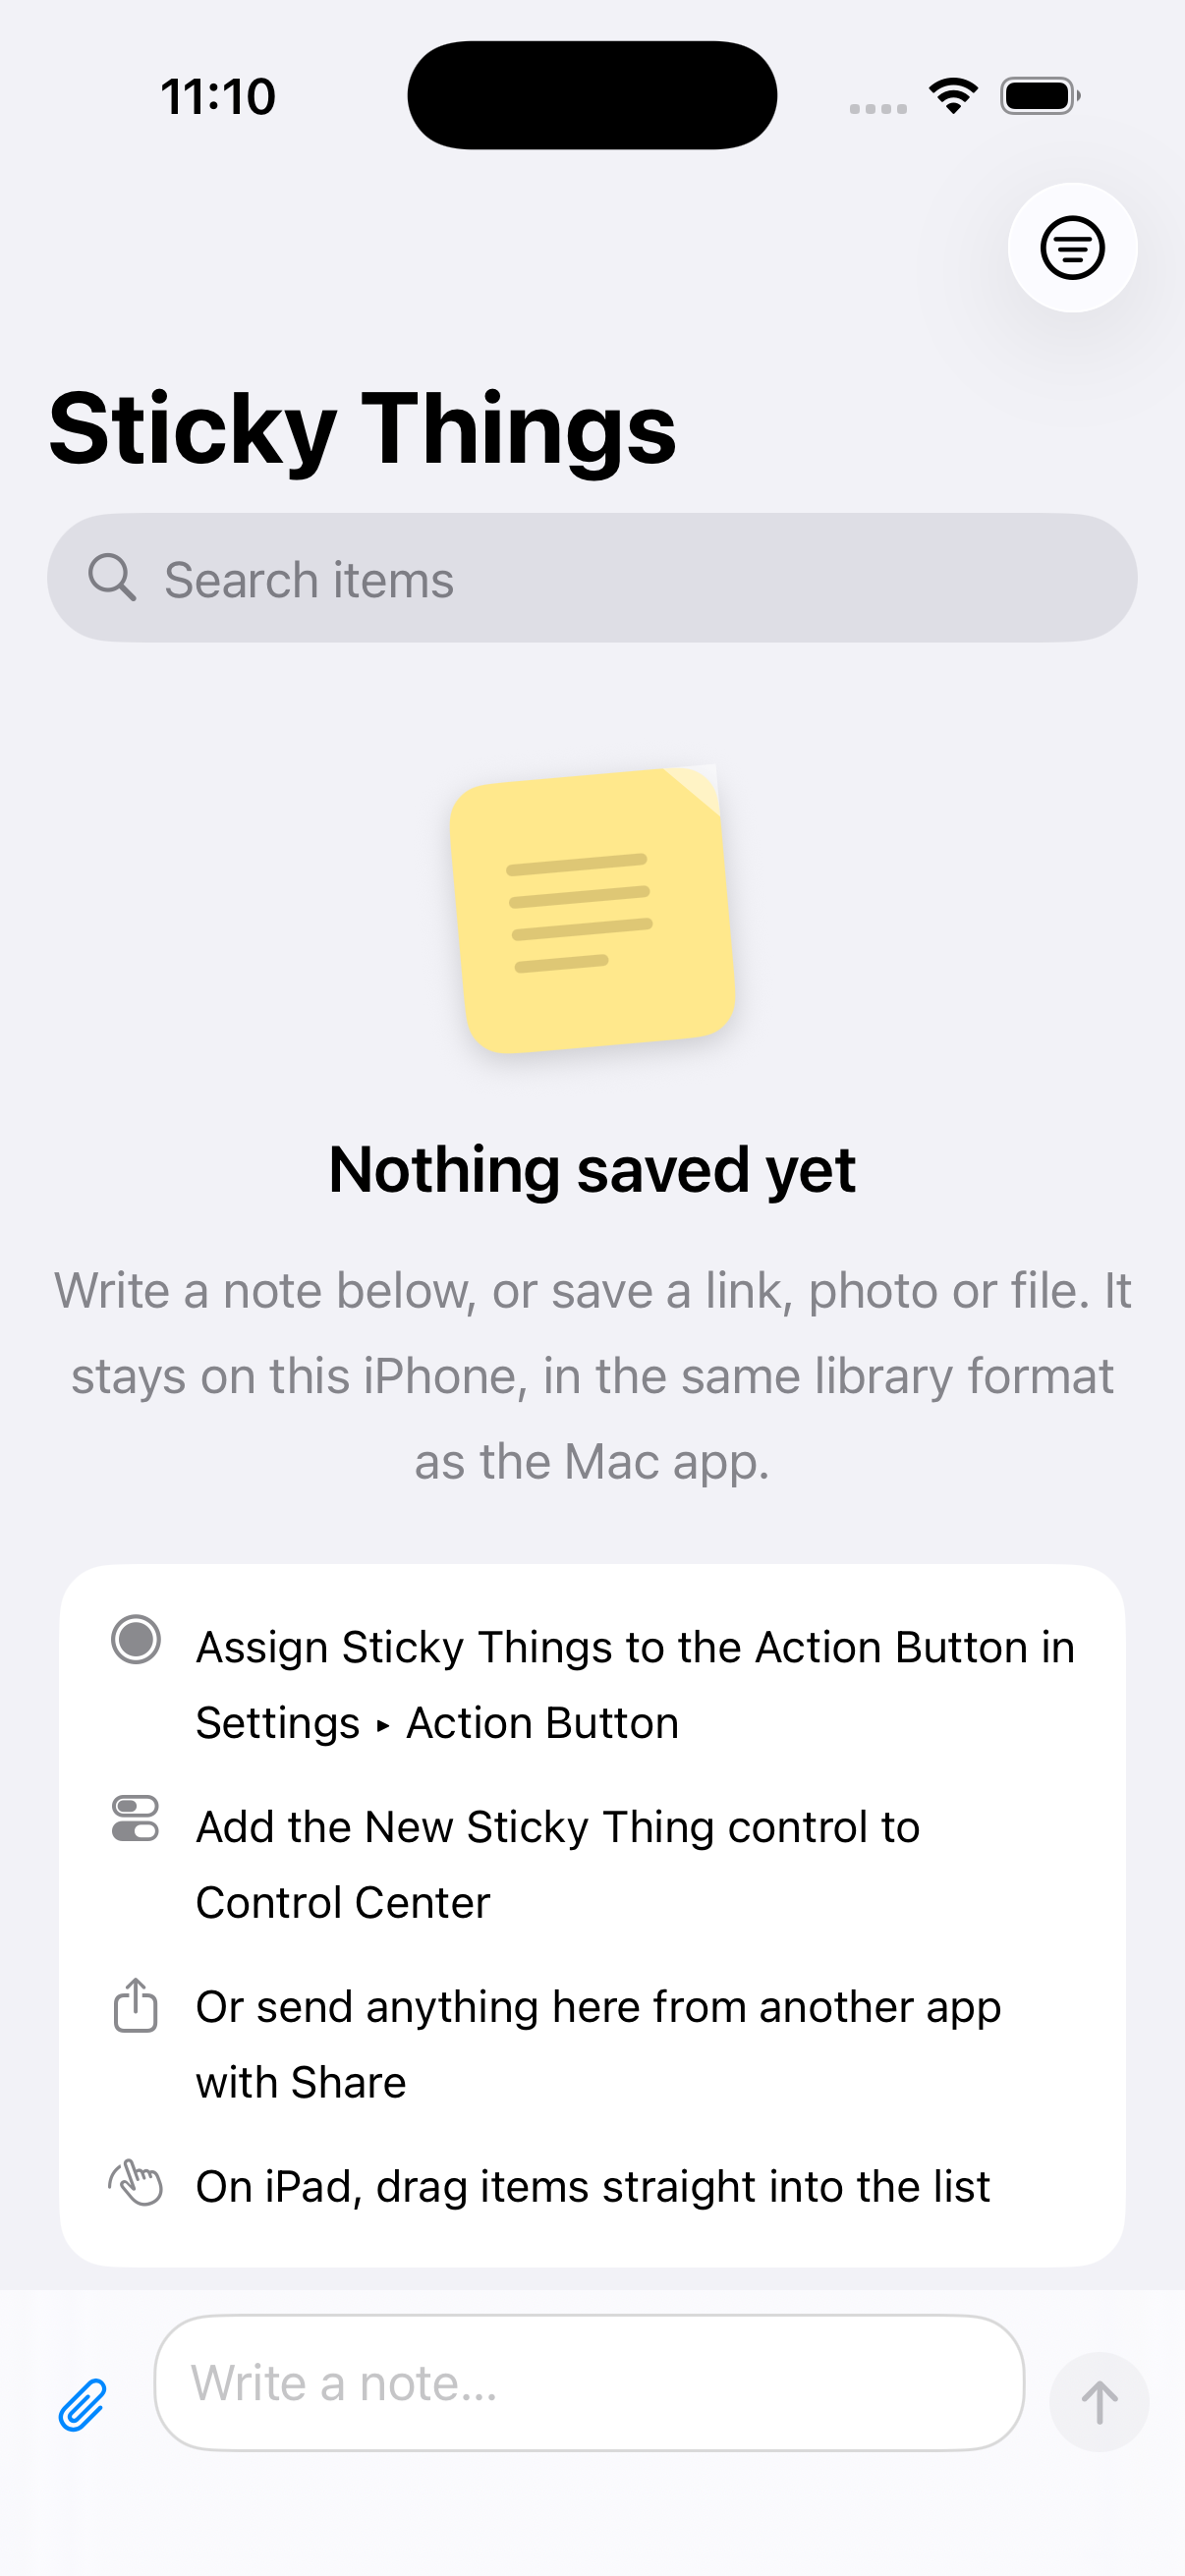 11:10
Sticky Things
Search items
Nothing saved yet
Write a note below, or save a link, photo or file. It
stays on this iPhone, in the same library format
as the Mac app.
Assign Sticky Things to the Action Button in
Settings ▸ Action Button
Add the New Sticky Thing control to
Control Center
Or send anything here from another app
with Share
On iPad, drag items straight into the list
Write a note...